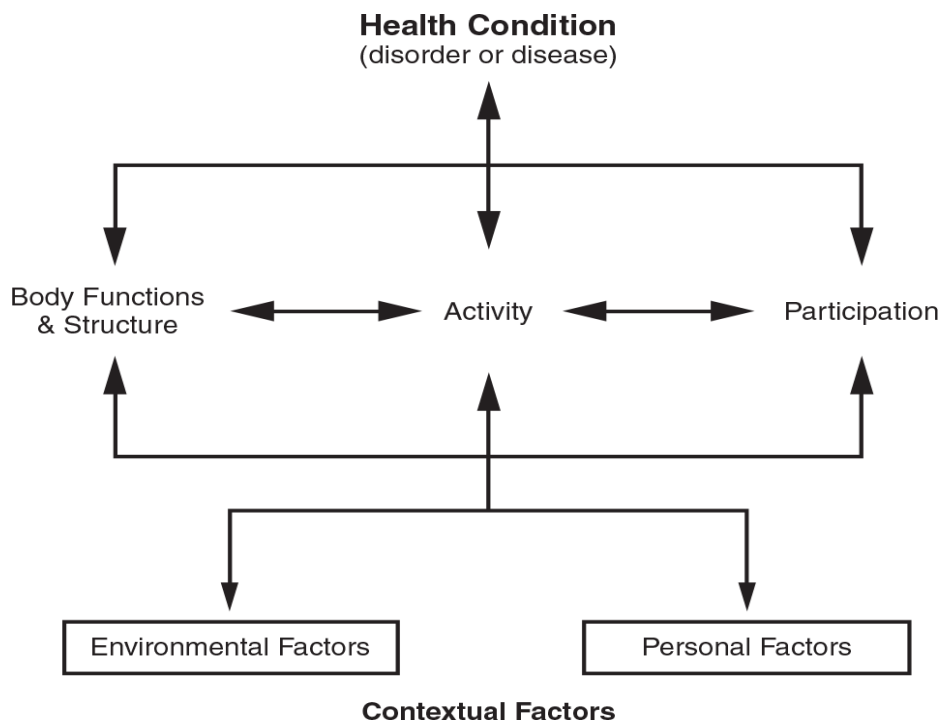 Health Condition
(disorder or disease)
Body Functions
& Structure
Activity
Participation
Environmental Factors
Personal Factors
Contextual Factors